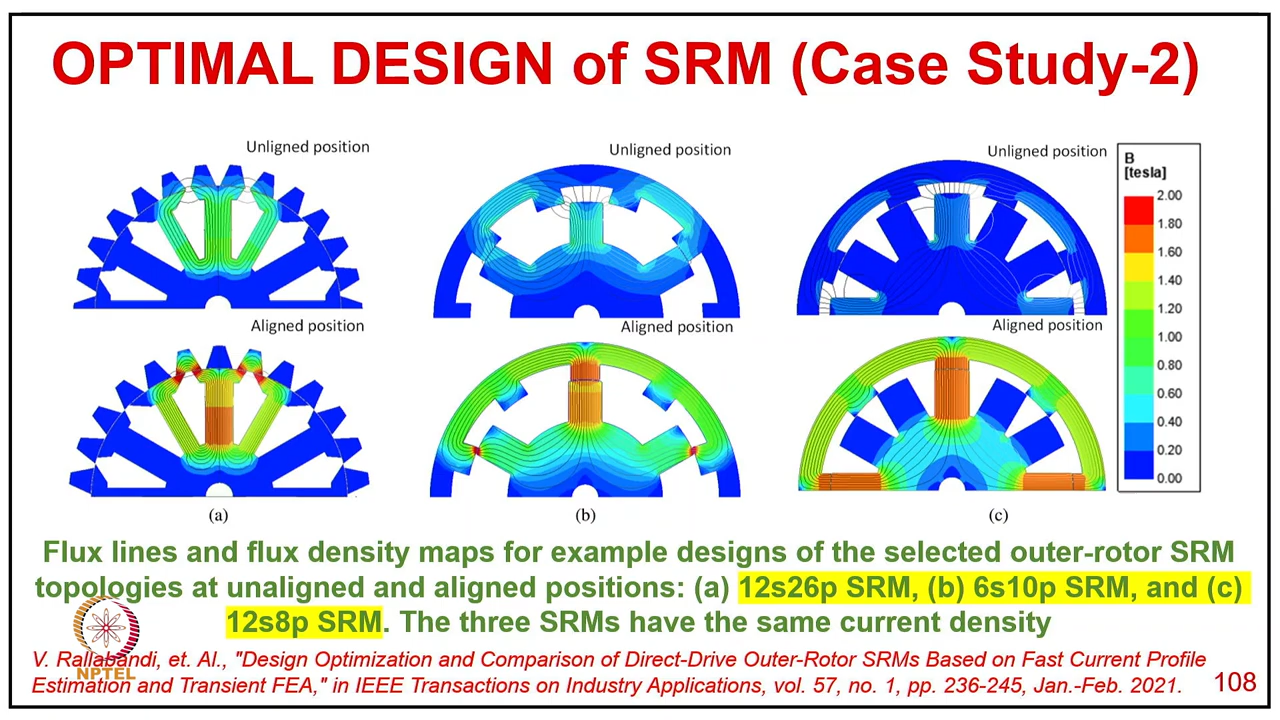 OPTIMAL DESIGN of SRM (Case Study-2)
Unligned position
Unligned position
Unligned position
B
[tesla]
2.00
1.80
1.60
1.40
1.20
1.00
0.80
0.60
0.40
0.20
0.00
Aligned position
Aligned position
Aligned position
(a)
(b)
(c)
Flux lines and flux density maps for example designs of the selected outer-rotor SRM
topologies at unaligned and aligned positions: (a) 12s26p SRM, (b) 6s10p SRM, and (c)
12s8p SRM. The three SRMs have the same current density
V. Rallabandi, et. Al., "Design Optimization and Comparison of Direct-Drive Outer-Rotor SRMs Based on Fast Current Profile
Estimation and Transient FEA," in IEEE Transactions on Industry Applications, vol. 57, no. 1, pp. 236-245, Jan.-Feb. 2021.
108
NPTEL